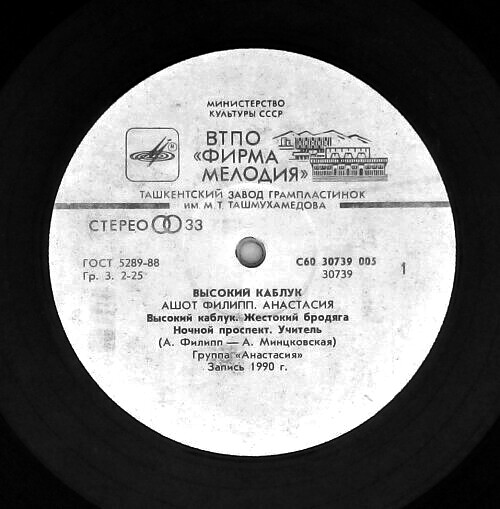 МИНИСТЕРСТВО
КУЛЬТУРЫ СССР
ВТПО
«ФИРМА
МЕЛОДИЯ»
ТАШКЕНТСКИЙ ЗАВОД ГРАМПЛАСТИНОК
ИМ. М. Т. ТАШМУХАМЕДОВА
СТЕРЕО 33
ГОСТ 5289-88
Гр. 3. 2-25
С60 30739 005
30739
1
ВЫСОКИЙ КАБЛУК
АШОТ ФИЛИПП. АНАСТАСИЯ
Высокий каблук. Жестокий бродяга
Ночной проспект. Учитель
(А. Филипп — А. Минцковская)
Группа «Анастасия»
Запись 1990 г.